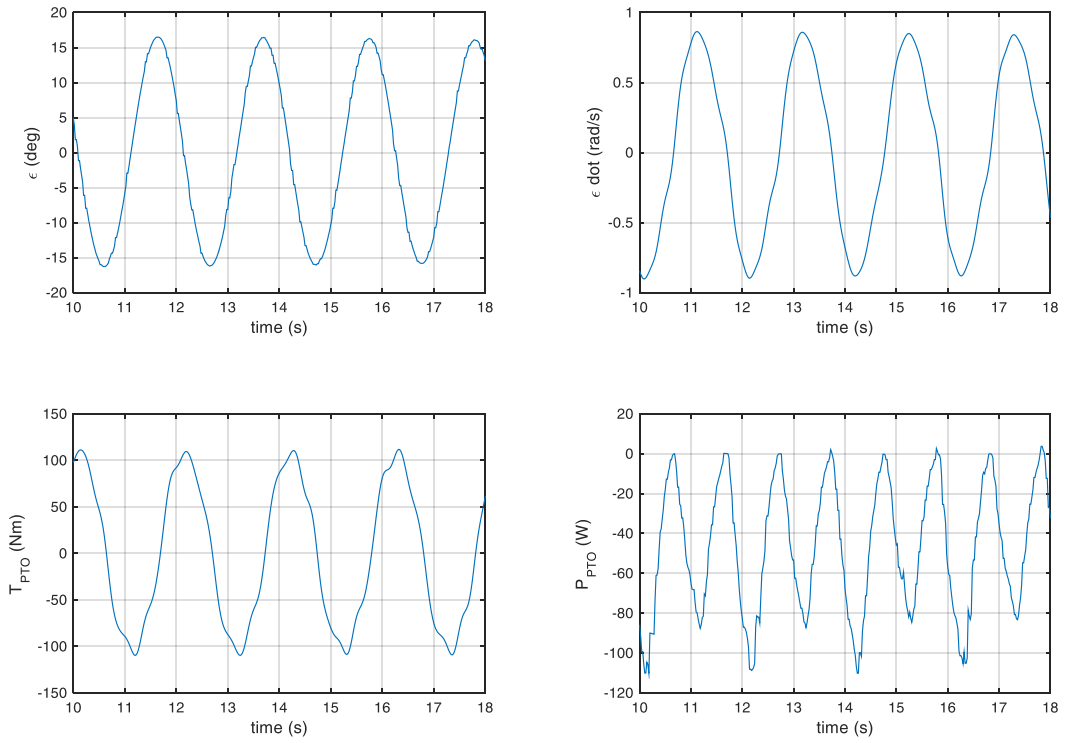 20
15
10
5
0
-5
-10
-15
-20
ϵ (deg)
10 11 12 13 14 15 16 17 18
time (s)
1
0.5
0
-0.5
-1
ϵ dot (rad/s)
10 11 12 13 14 15 16 17 18
time (s)
150
100
50
0
-50
-100
-150
T_PTO (Nm)
10 11 12 13 14 15 16 17 18
time (s)
20
0
-20
-40
-60
-80
-100
-120
P_PTO (W)
10 11 12 13 14 15 16 17 18
time (s)